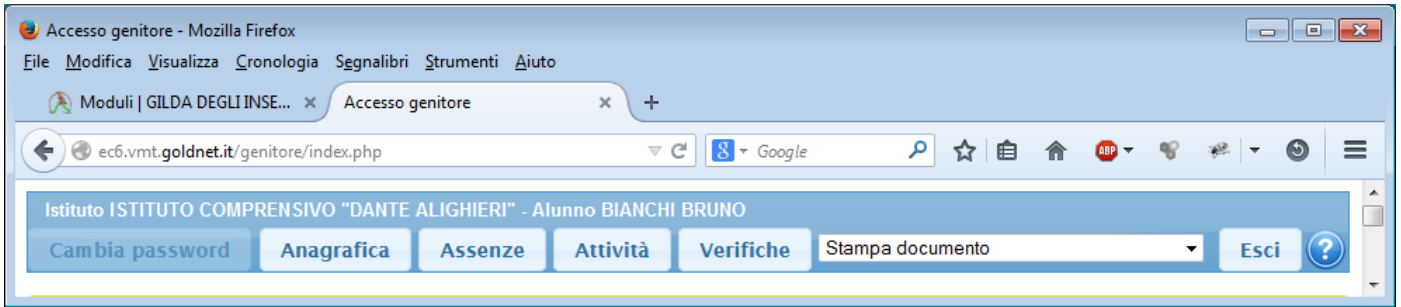 Accesso genitore - Mozilla Firefox
File Modifica Visualizza Cronologia Segnalibri Strumenti Aiuto
Moduli | GILDA DEGLI INSE... × Accesso genitore × +
ec6.vmt.goldnet.it/genitore/index.php 8 Google ABP
Istituto ISTITUTO COMPRENSIVO "DANTE ALIGHIERI" - Alunno BIANCHI BRUNO
Cambia password Anagrafica Assenze Attività Verifiche Stampa documento Esci ?